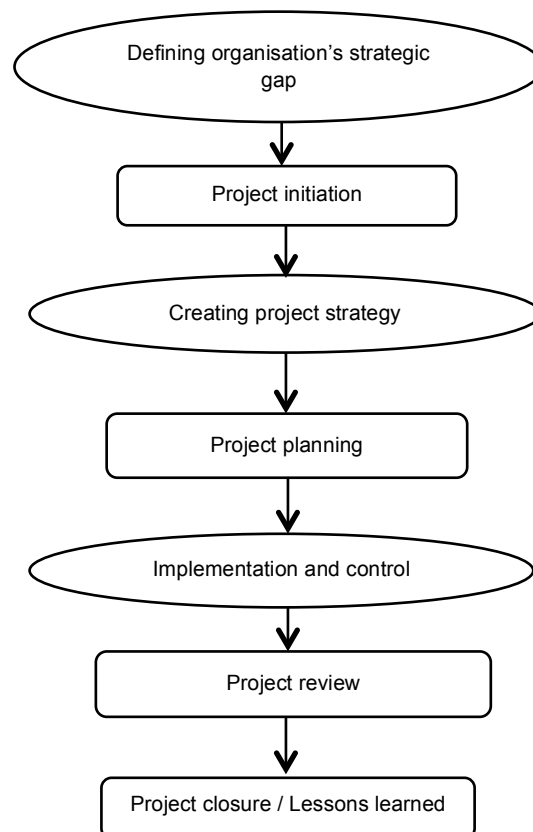 Defining organisation’s strategic
gap
Project initiation
Creating project strategy
Project planning
Implementation and control
Project review
Project closure / Lessons learned